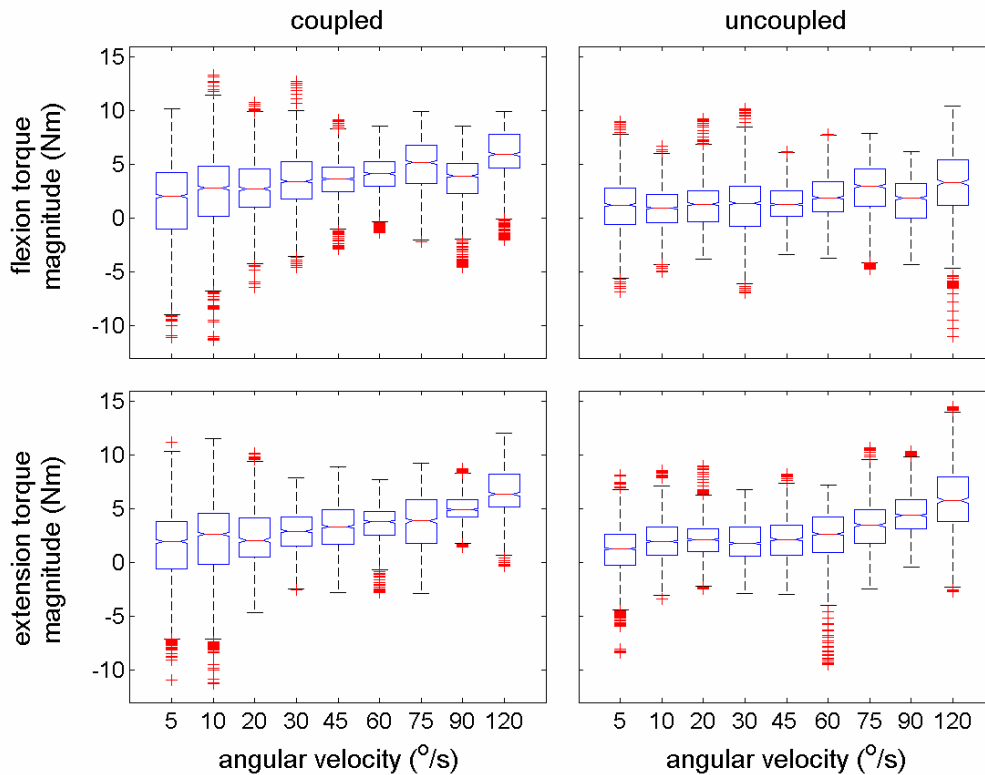 coupled
uncoupled
flexion torque
magnitude (Nm)
15
10
5
0
-5
-10
extension torque
magnitude (Nm)
15
10
5
0
-5
-10
5 10 20 30 45 60 75 90 120
5 10 20 30 45 60 75 90 120
angular velocity (°/s)
angular velocity (°/s)